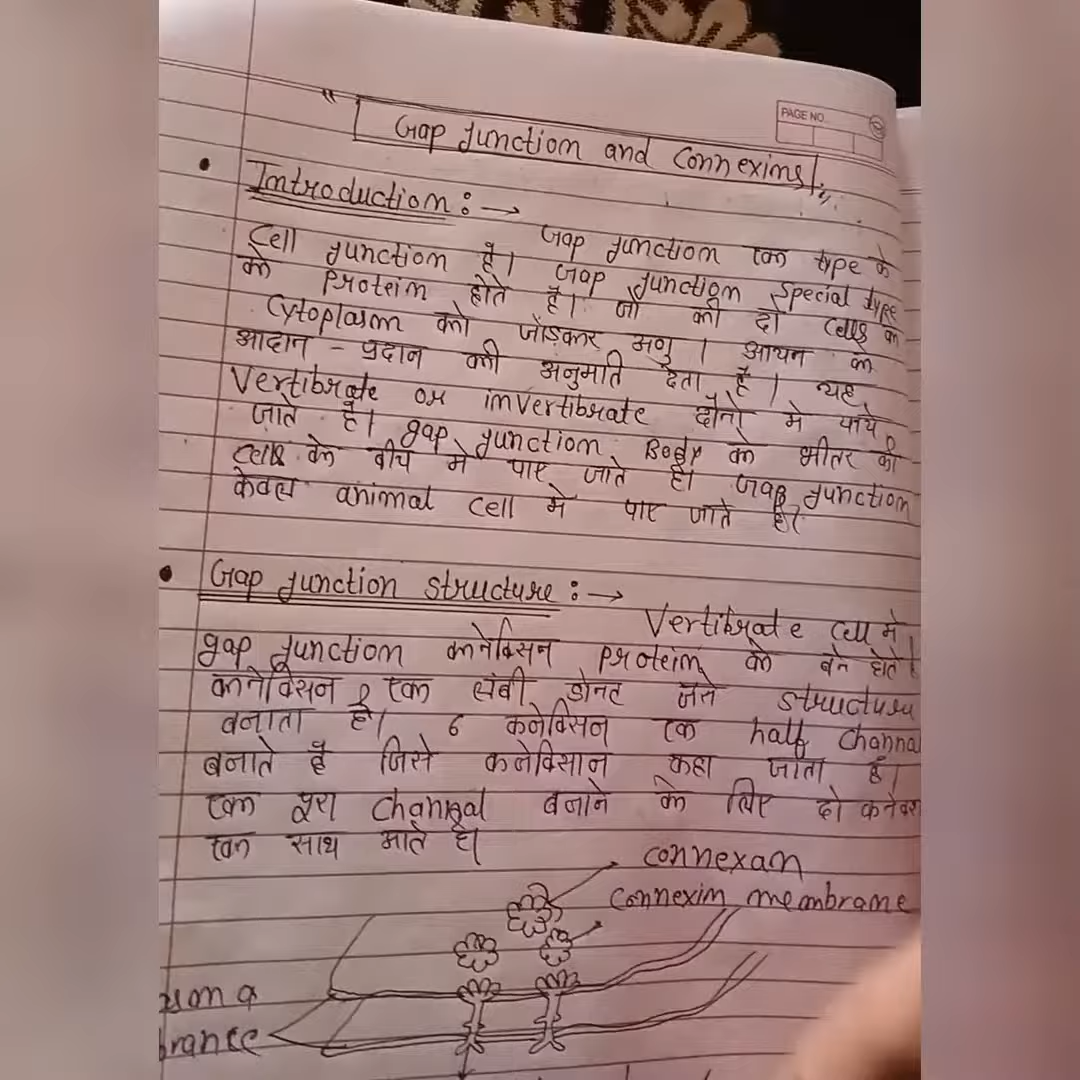 PAGE NO.
Gap junction and connexins
Introduction :→
Gap junction एक type के
cell junction है। Gap junction special type
के protein होते है। जो की दो cells के
cytoplasm को जोड़कर अणु। आयन के
आदान - प्रदान की अनुमति देता है। यह
vertibrate or invertibrate दोनों मे पाये
जाते है। gap junction Body के भीतर की
cells के बीच मे पाए जाते है। Gap junction
केवल animal cell में पाए जाते है।
Gap junction structure :→
Vertibrate cell मे
gap junction कनेक्सिन protein के बने होते
कनेक्सिन एक लंबी डोनट जैसे structure
बनाता है। 6 कनेक्सिन एक half channa
बनाते है जिसे कनेक्सिान कहा जाता है।
एक पूरा channal बनाने के लिए दो
एक साथ आते है।
connexan
connexin membrane